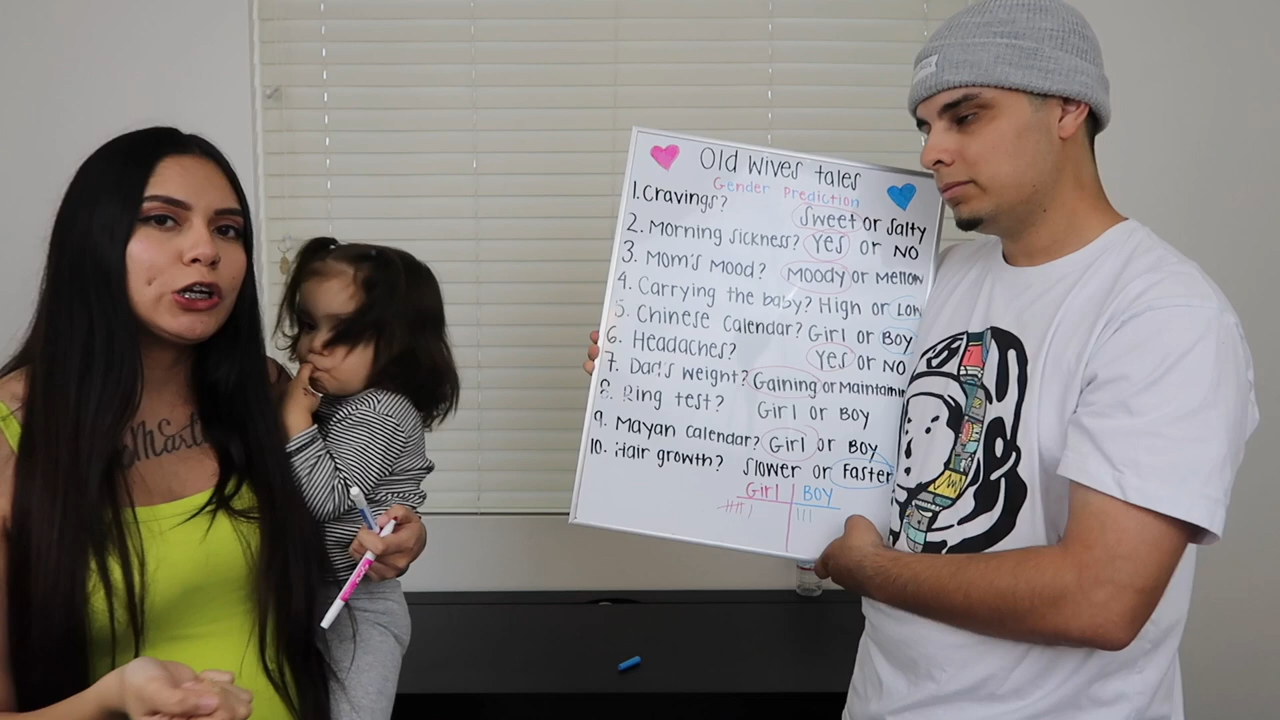 Old wives tales
Gender Prediction
1. Cravings? Sweet or Salty
2. Morning sickness? Yes or NO
3. Mom's Mood? Moody or Mellow
4. Carrying the baby? High or Low
5. Chinese Calendar? Girl or BOY
6. Headaches? Yes or NO
7. Dad's weight? Gaining or Maintaining
8. Ring test? Girl or BOY
9. Mayan Calendar? Girl or BOY
10. Hair growth? Slower or Faster
Girl BOY